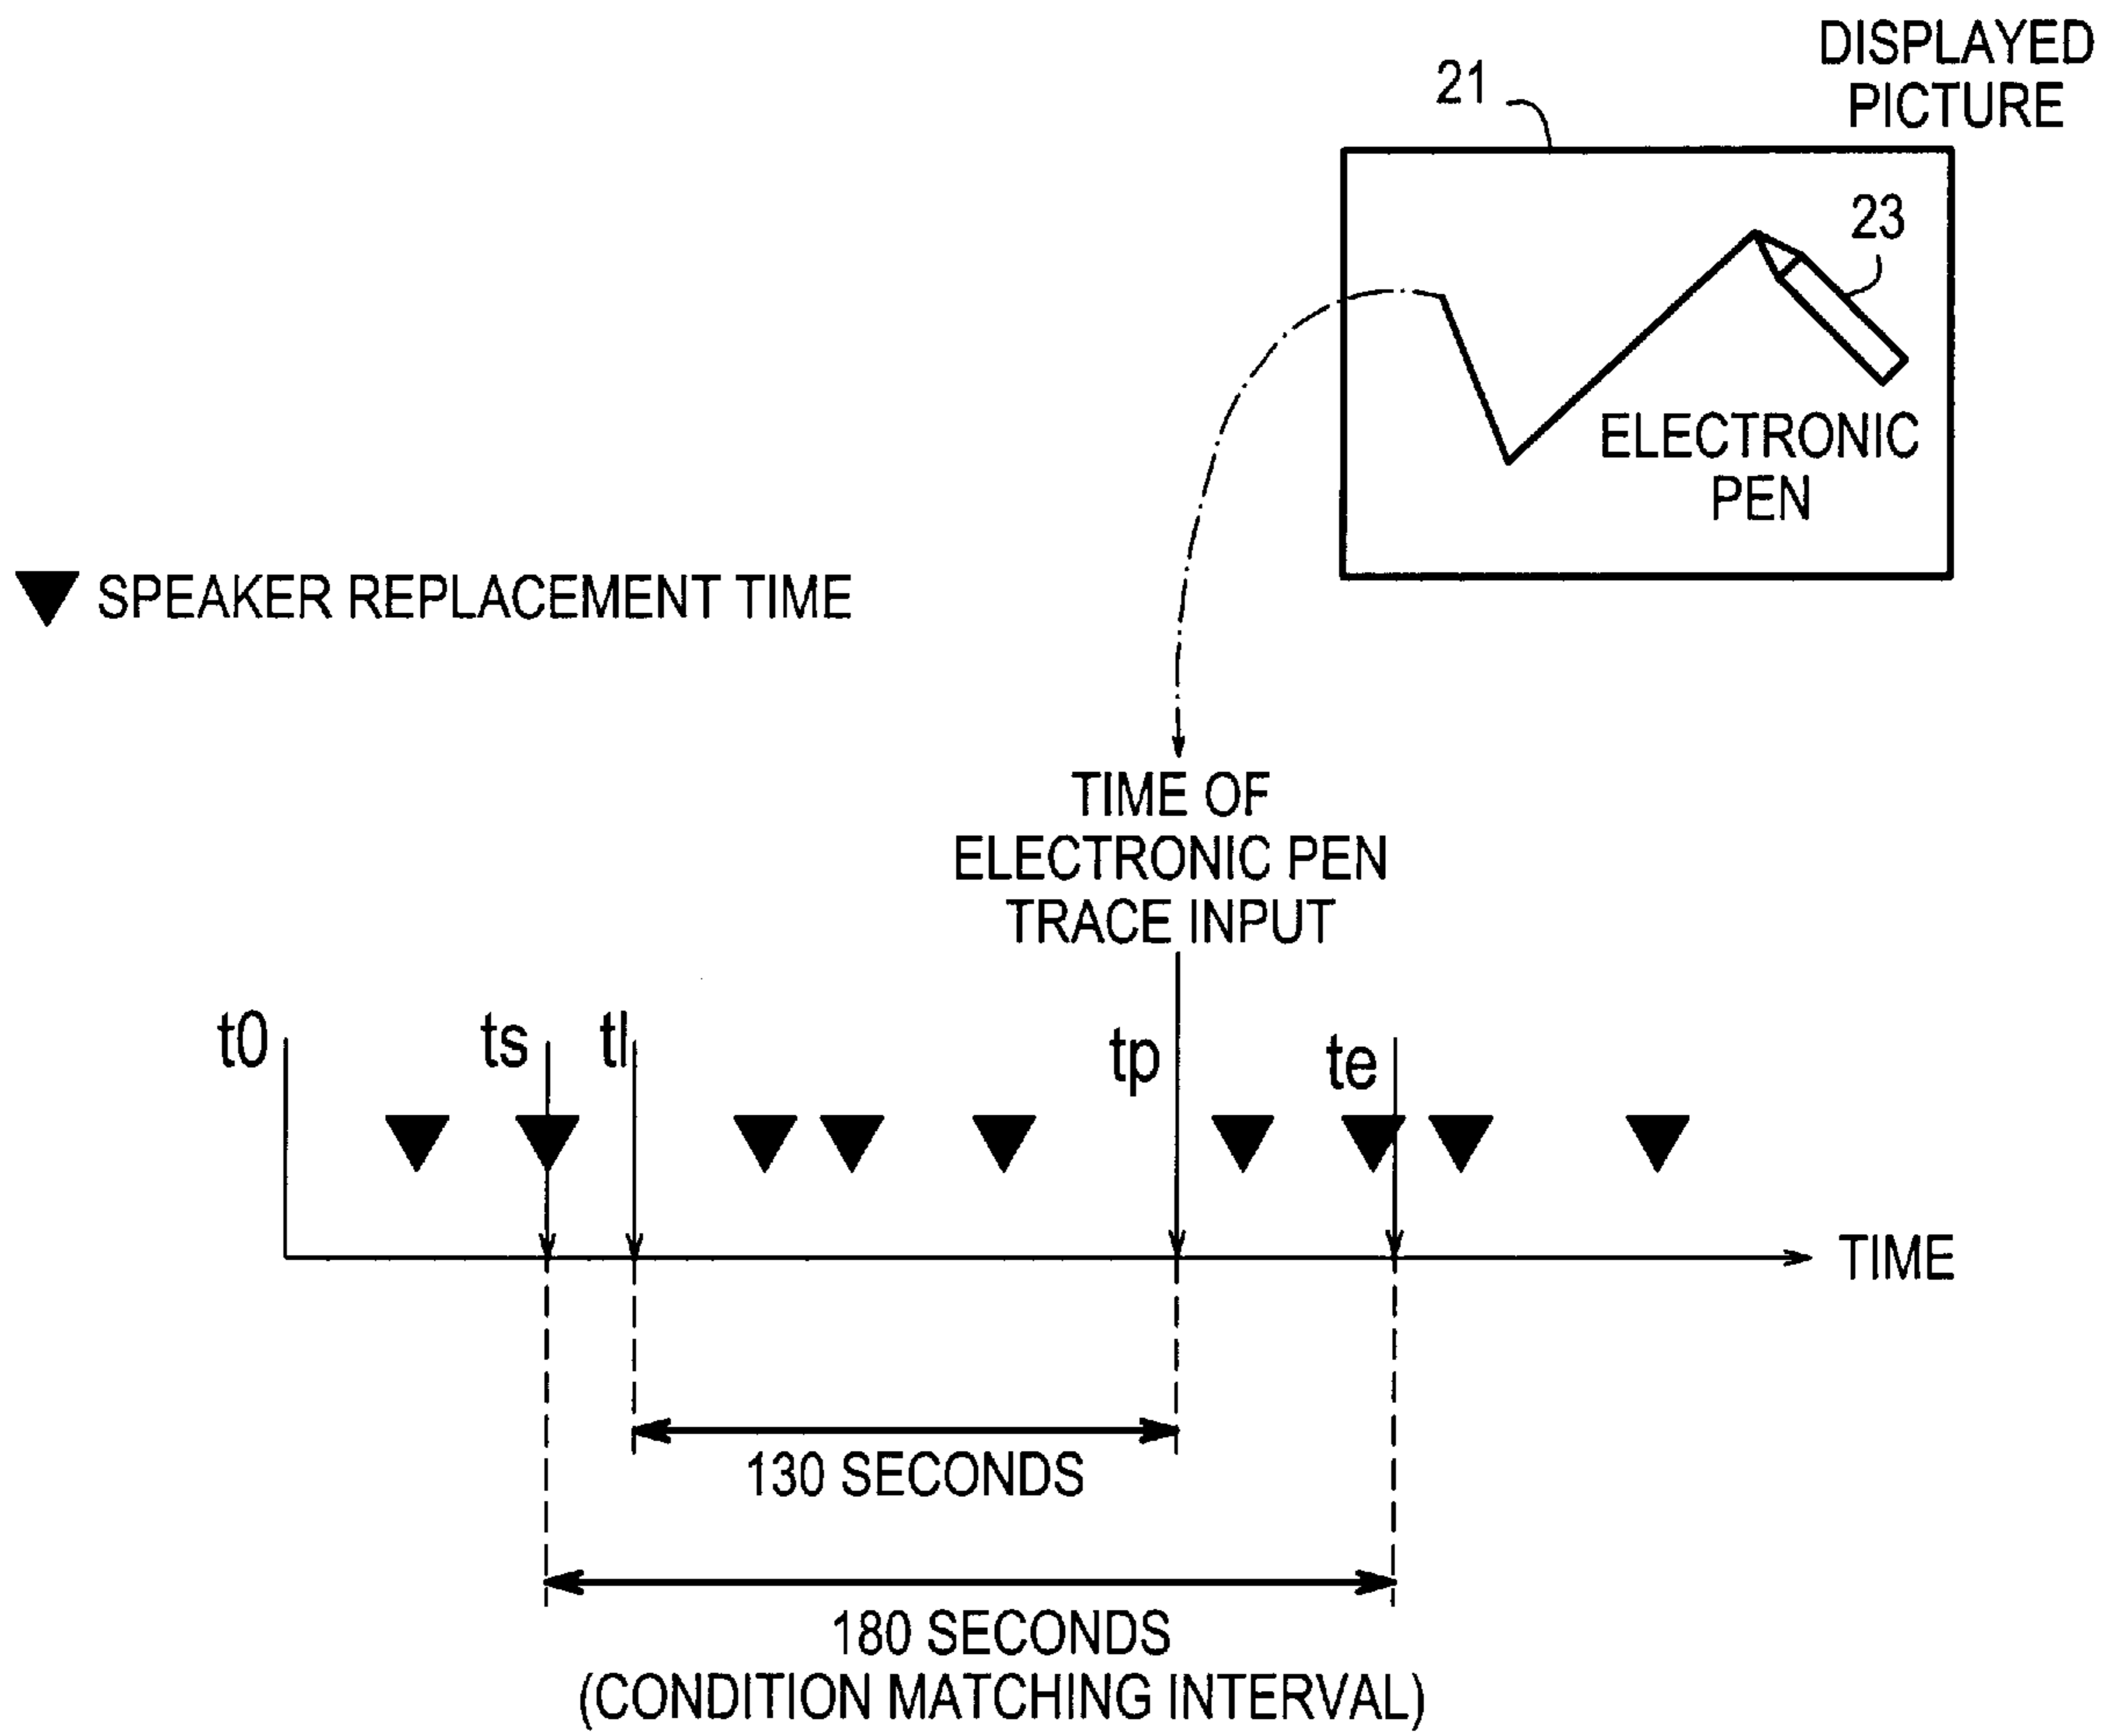 DISPLAYED
PICTURE
21
23
ELECTRONIC
PEN
SPEAKER REPLACEMENT TIME
TIME OF
ELECTRONIC PEN
TRACE INPUT
t0 ts tl tp te
TIME
130 SECONDS
180 SECONDS
(CONDITION MATCHING INTERVAL)